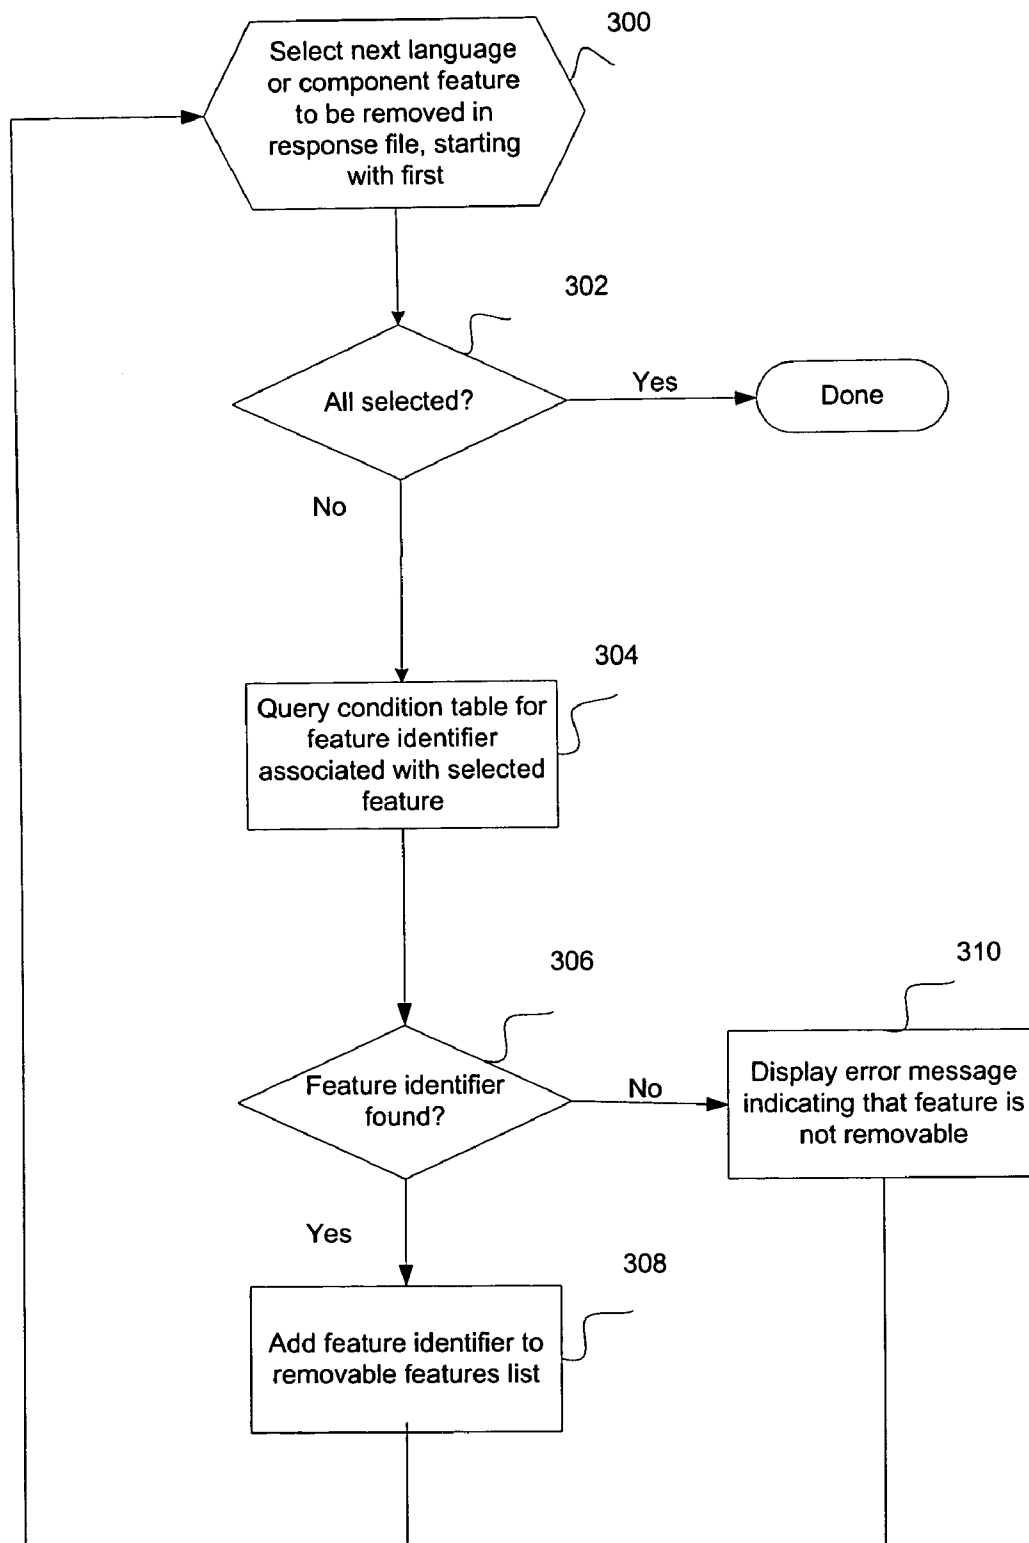 300
Select next language
or component feature
to be removed in
response file, starting
with first
302
All selected?
Yes
Done
No
304
Query condition table for
feature identifier
associated with selected
feature
306
310
Feature identifier
found?
No
Display error message
indicating that feature is
not removable
Yes
308
Add feature identifier to
removable features list